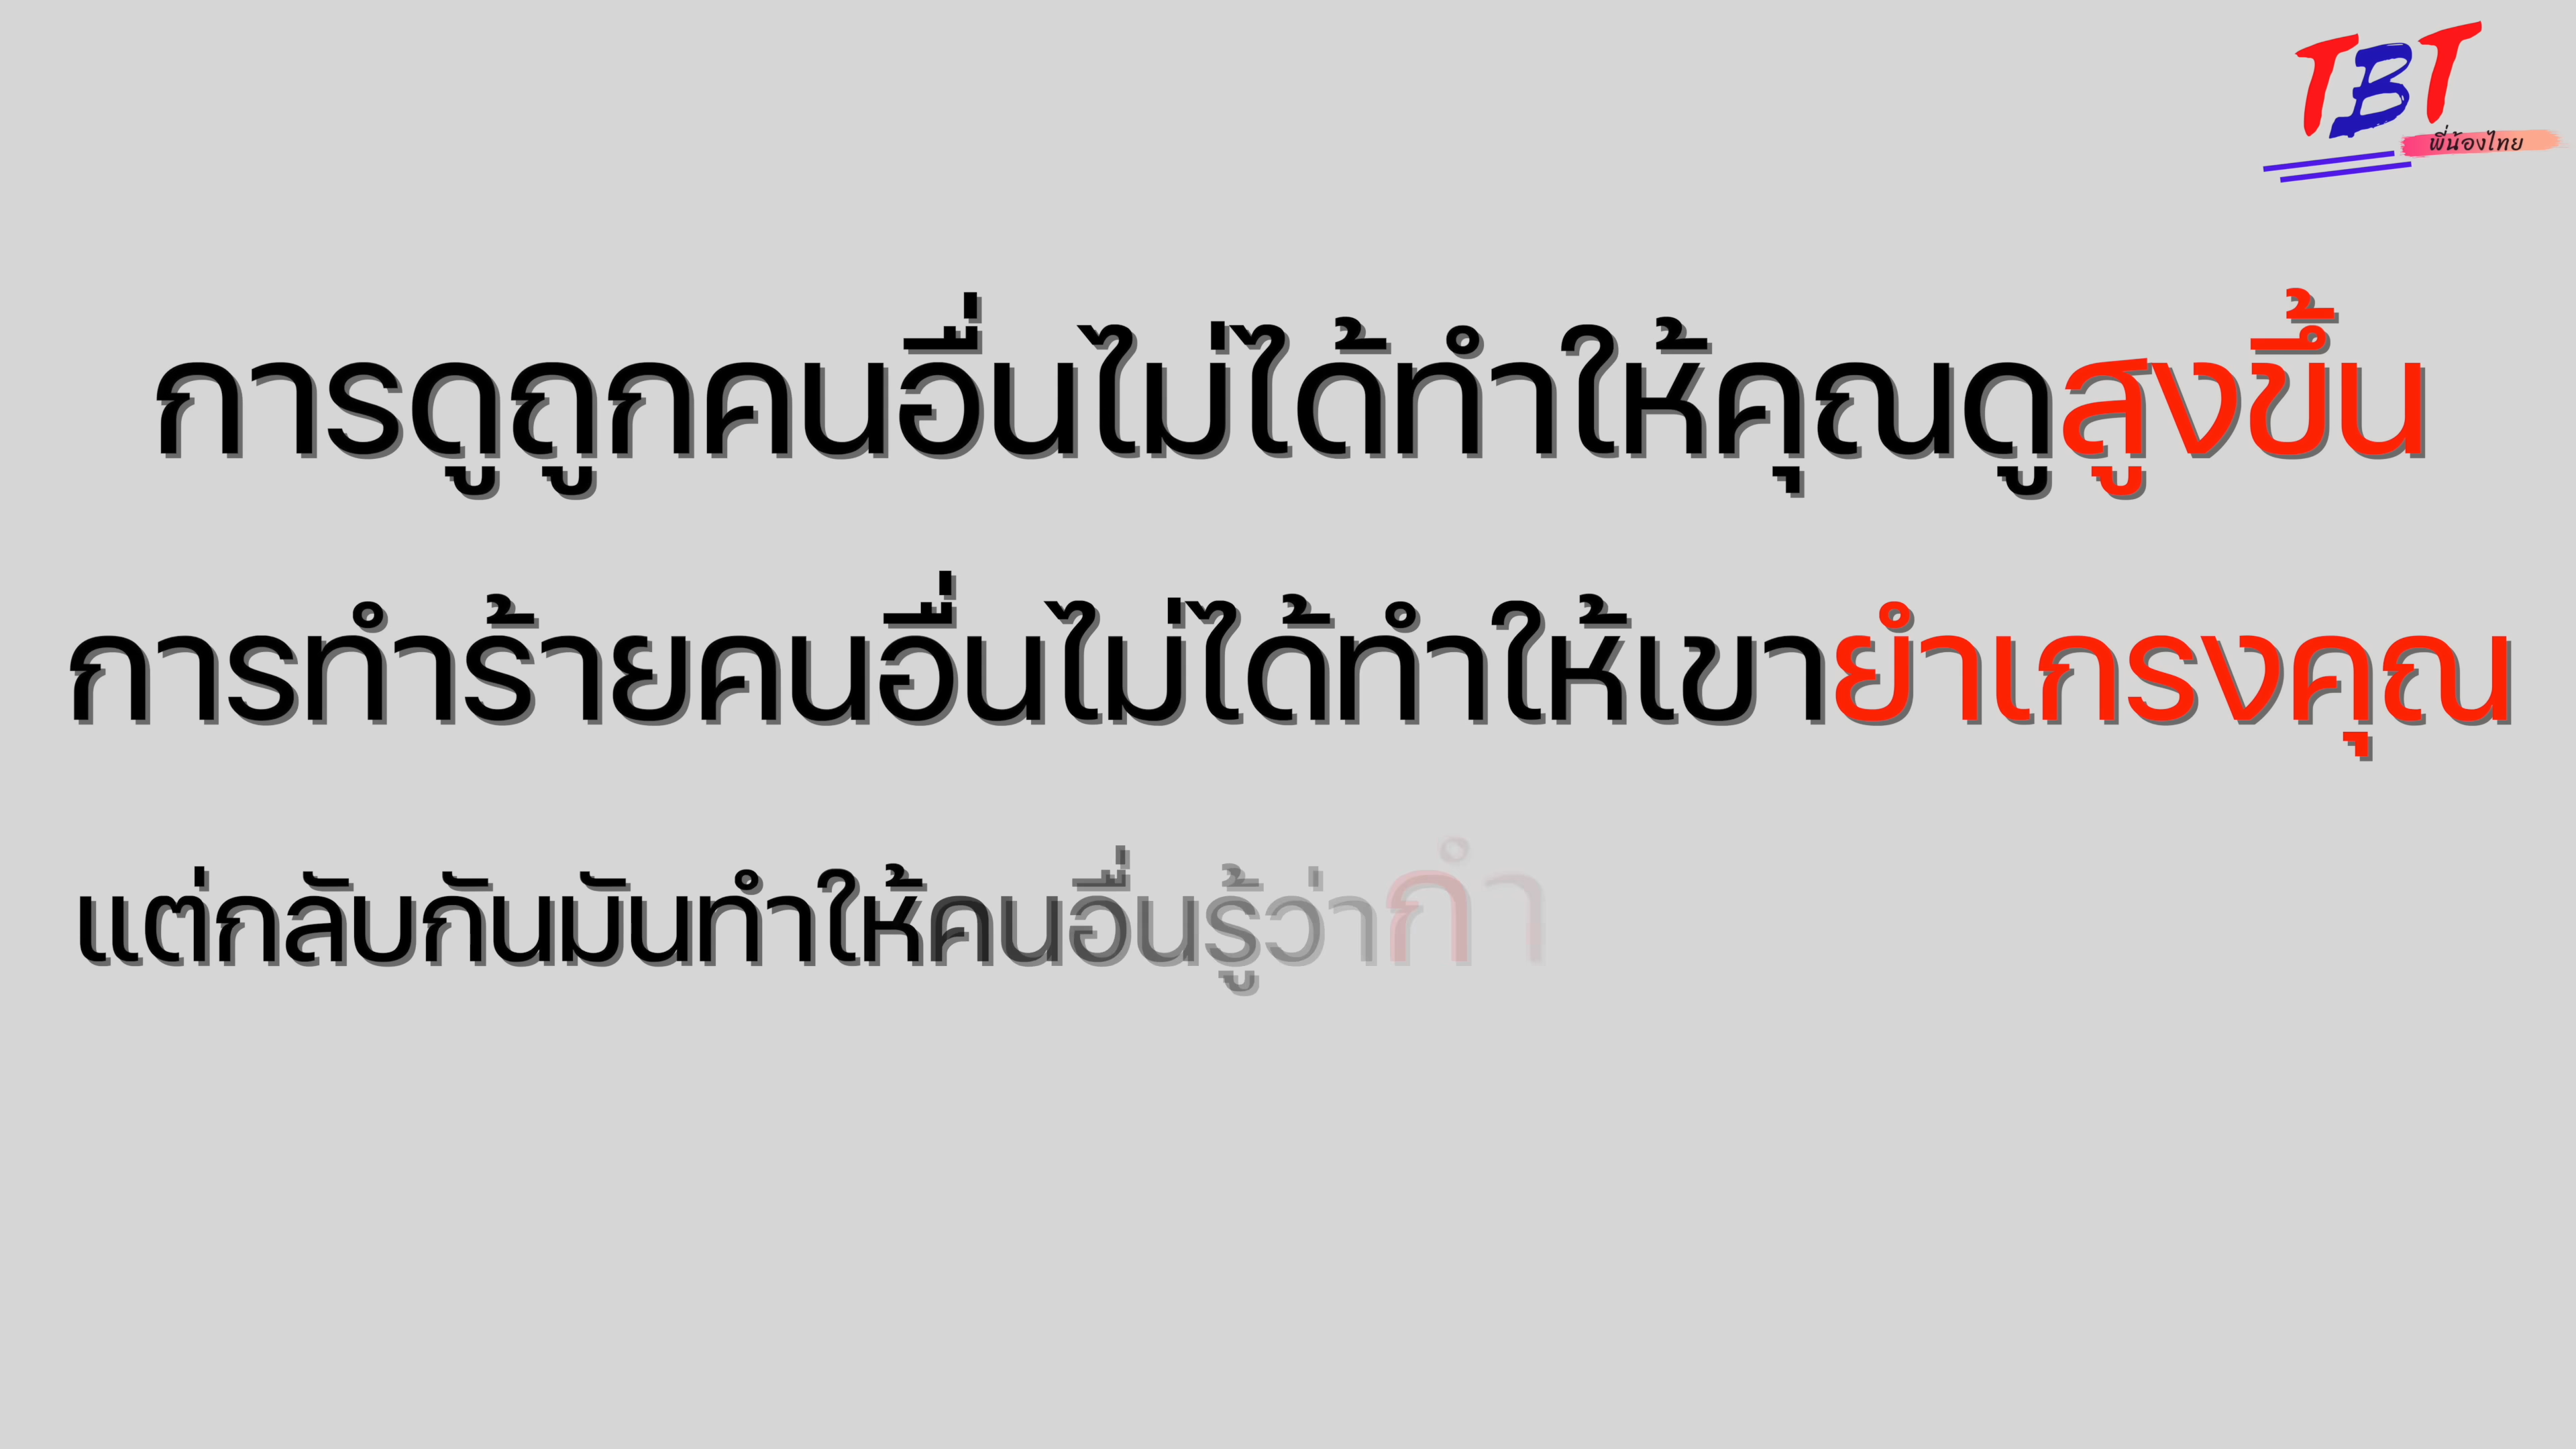 TBT
พี่น้องไทย
การดูถูกคนอื่นไม่ได้ทำให้คุณดูสูงขึ้น
การทำร้ายคนอื่นไม่ได้ทำให้เขายำเกรงคุณ
แต่กลับกันมันทำให้คนอื่นรู้ว่ากำ